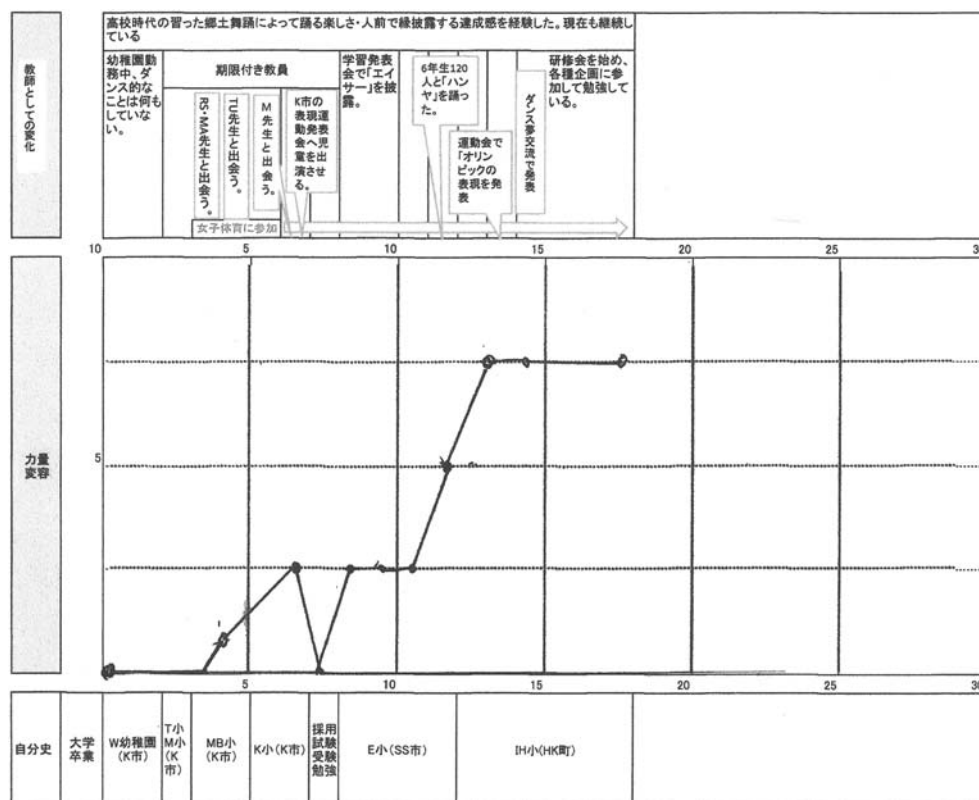 高校時代の習った郷土舞踊によって踊る楽しさ・人前で縁披露する達成感を経験した。現在も継続し
ている
教師としての変化
幼稚園勤
務中、ダ
ンス的な
ことは何も
していな
い。
期限付き教員
RS・MA先生と出会う。
TU先生と出会う。
M先生と出会う。
K市の
表現運
動発表
会へ児
童を出
演させ
る。
女子体育に参加
学習発表
会で「エイ
サー」を披
露。
6年生120
人と「ハン
ヤ」を踊っ
た。
運動会で
「オリン
ピックの
表現を発
表
ダンス夢交流で発表
研修会を始め、
各種企画に参
加して勉強して
いる。
10 5 10 15 20 25 30
力量
変容
5
5 10 15 20 25 30
自分史
大学
卒業
W幼稚園
(K市)
T小
M小
(K
市)
MB小
(K市)
K小(K市)
採用
試験
受験
勉強
E小(SS市)
IH小(HK町)